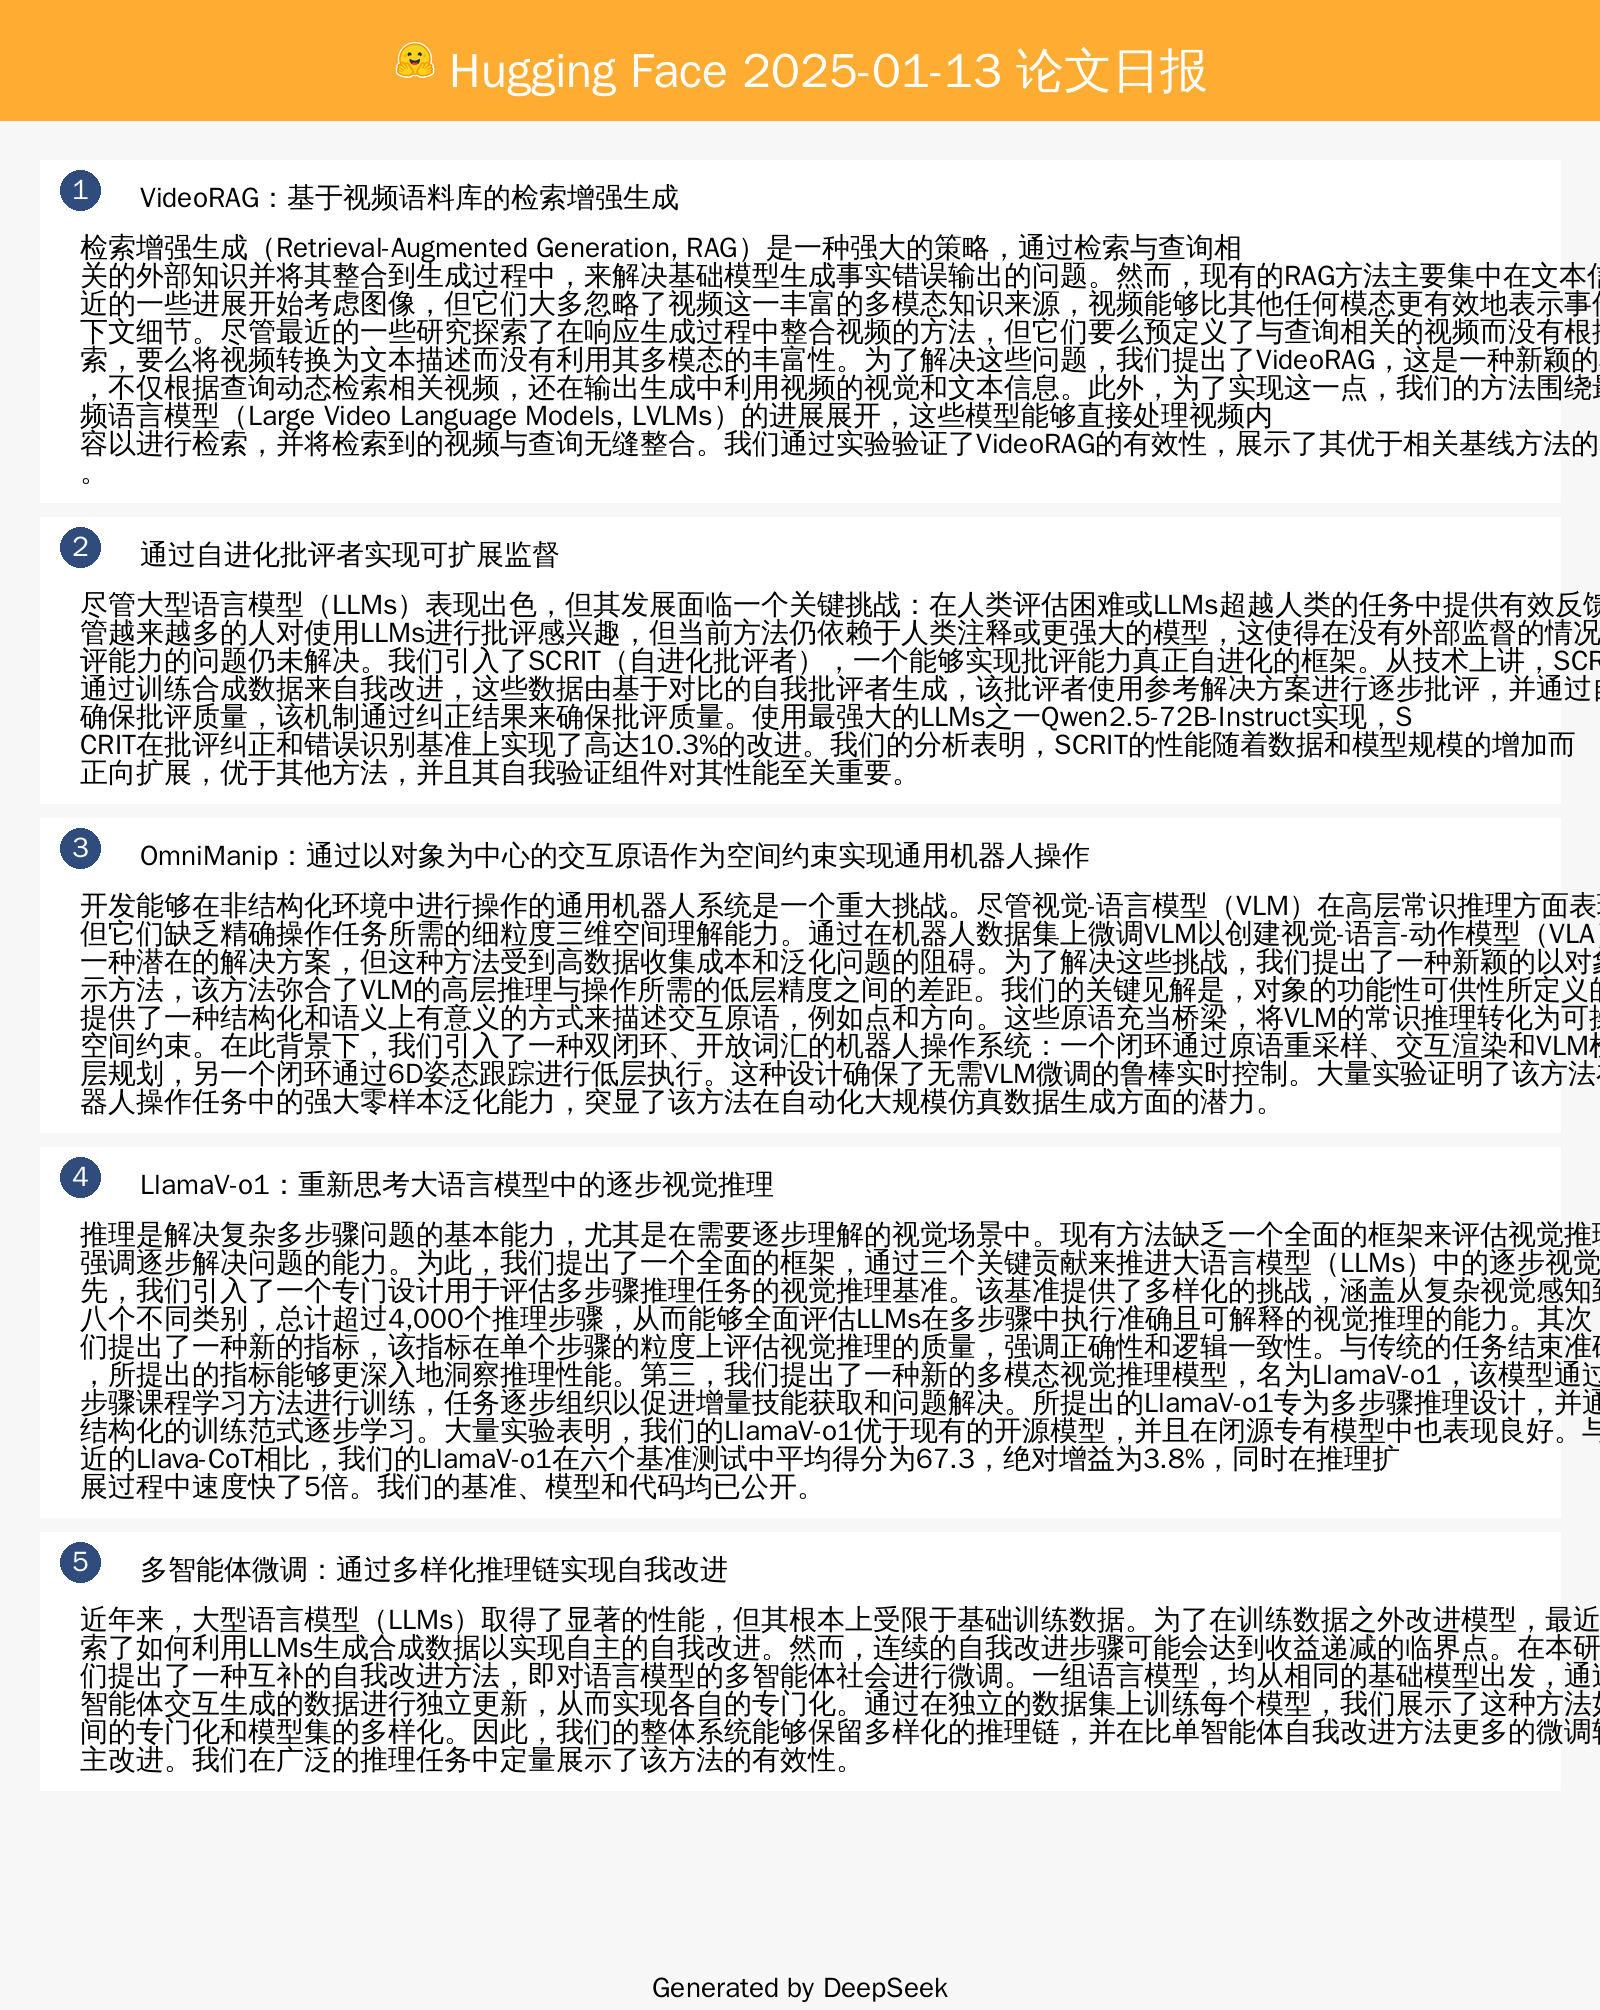 Hugging Face 2025-01-13 论文日报
1
VideoRAG：基于视频语料库的检索增强生成
检索增强生成（Retrieval-Augmented Generation, RAG）是一种强大的策略，通过检索与查询相
关的外部知识并将其整合到生成过程中，来解决基础模型生成事实错误输出的问题。然而，现有的RAG方法主要集中在文本信
近的一些进展开始考虑图像，但它们大多忽略了视频这一丰富的多模态知识来源，视频能够比其他任何模态更有效地表示事件
下文细节。尽管最近的一些研究探索了在响应生成过程中整合视频的方法，但它们要么预定义了与查询相关的视频而没有根据
索，要么将视频转换为文本描述而没有利用其多模态的丰富性。为了解决这些问题，我们提出了VideoRAG，这是一种新颖的
，不仅根据查询动态检索相关视频，还在输出生成中利用视频的视觉和文本信息。此外，为了实现这一点，我们的方法围绕最
频语言模型（Large Video Language Models, LVLMs）的进展展开，这些模型能够直接处理视频内
容以进行检索，并将检索到的视频与查询无缝整合。我们通过实验验证了VideoRAG的有效性，展示了其优于相关基线方法的
。
2
通过自进化批评者实现可扩展监督
尽管大型语言模型（LLMs）表现出色，但其发展面临一个关键挑战：在人类评估困难或LLMs超越人类的任务中提供有效反馈
管越来越多的人对使用LLMs进行批评感兴趣，但当前方法仍依赖于人类注释或更强大的模型，这使得在没有外部监督的情况
评能力的问题仍未解决。我们引入了SCRIT（自进化批评者），一个能够实现批评能力真正自进化的框架。从技术上讲，SCR
通过训练合成数据来自我改进，这些数据由基于对比的自我批评者生成，该批评者使用参考解决方案进行逐步批评，并通过自
确保批评质量，该机制通过纠正结果来确保批评质量。使用最强大的LLMs之一Qwen2.5-72B-Instruct实现，S
CRIT在批评纠正和错误识别基准上实现了高达10.3%的改进。我们的分析表明，SCRIT的性能随着数据和模型规模的增加而
正向扩展，优于其他方法，并且其自我验证组件对其性能至关重要。
3
OmniManip：通过以对象为中心的交互原语作为空间约束实现通用机器人操作
开发能够在非结构化环境中进行操作的通用机器人系统是一个重大挑战。尽管视觉-语言模型（VLM）在高层常识推理方面表现
但它们缺乏精确操作任务所需的细粒度三维空间理解能力。通过在机器人数据集上微调VLM以创建视觉-语言-动作模型（VLA）
一种潜在的解决方案，但这种方法受到高数据收集成本和泛化问题的阻碍。为了解决这些挑战，我们提出了一种新颖的以对象
示方法，该方法弥合了VLM的高层推理与操作所需的低层精度之间的差距。我们的关键见解是，对象的功能性可供性所定义的
提供了一种结构化和语义上有意义的方式来描述交互原语，例如点和方向。这些原语充当桥梁，将VLM的常识推理转化为可操
空间约束。在此背景下，我们引入了一种双闭环、开放词汇的机器人操作系统：一个闭环通过原语重采样、交互渲染和VLM检
层规划，另一个闭环通过6D姿态跟踪进行低层执行。这种设计确保了无需VLM微调的鲁棒实时控制。大量实验证明了该方法在
器人操作任务中的强大零样本泛化能力，突显了该方法在自动化大规模仿真数据生成方面的潜力。
4
LlamaV-o1：重新思考大语言模型中的逐步视觉推理
推理是解决复杂多步骤问题的基本能力，尤其是在需要逐步理解的视觉场景中。现有方法缺乏一个全面的框架来评估视觉推理
强调逐步解决问题的能力。为此，我们提出了一个全面的框架，通过三个关键贡献来推进大语言模型（LLMs）中的逐步视觉
先，我们引入了一个专门设计用于评估多步骤推理任务的视觉推理基准。该基准提供了多样化的挑战，涵盖从复杂视觉感知到
八个不同类别，总计超过4,000个推理步骤，从而能够全面评估LLMs在多步骤中执行准确且可解释的视觉推理的能力。其次
们提出了一种新的指标，该指标在单个步骤的粒度上评估视觉推理的质量，强调正确性和逻辑一致性。与传统的任务结束准确
，所提出的指标能够更深入地洞察推理性能。第三，我们提出了一种新的多模态视觉推理模型，名为LlamaV-o1，该模型通过
步骤课程学习方法进行训练，任务逐步组织以促进增量技能获取和问题解决。所提出的LlamaV-o1专为多步骤推理设计，并通
结构化的训练范式逐步学习。大量实验表明，我们的LlamaV-o1优于现有的开源模型，并且在闭源专有模型中也表现良好。与
近的Llava-CoT相比，我们的LlamaV-o1在六个基准测试中平均得分为67.3，绝对增益为3.8%，同时在推理扩
展过程中速度快了5倍。我们的基准、模型和代码均已公开。
5
多智能体微调：通过多样化推理链实现自我改进
近年来，大型语言模型（LLMs）取得了显著的性能，但其根本上受限于基础训练数据。为了在训练数据之外改进模型，最近
索了如何利用LLMs生成合成数据以实现自主的自我改进。然而，连续的自我改进步骤可能会达到收益递减的临界点。在本研
们提出了一种互补的自我改进方法，即对语言模型的多智能体社会进行微调。一组语言模型，均从相同的基础模型出发，通过
智能体交互生成的数据进行独立更新，从而实现各自的专门化。通过在独立的数据集上训练每个模型，我们展示了这种方法如
间的专门化和模型集的多样化。因此，我们的整体系统能够保留多样化的推理链，并在比单智能体自我改进方法更多的微调轮
主改进。我们在广泛的推理任务中定量展示了该方法的有效性。
Generated by DeepSeek